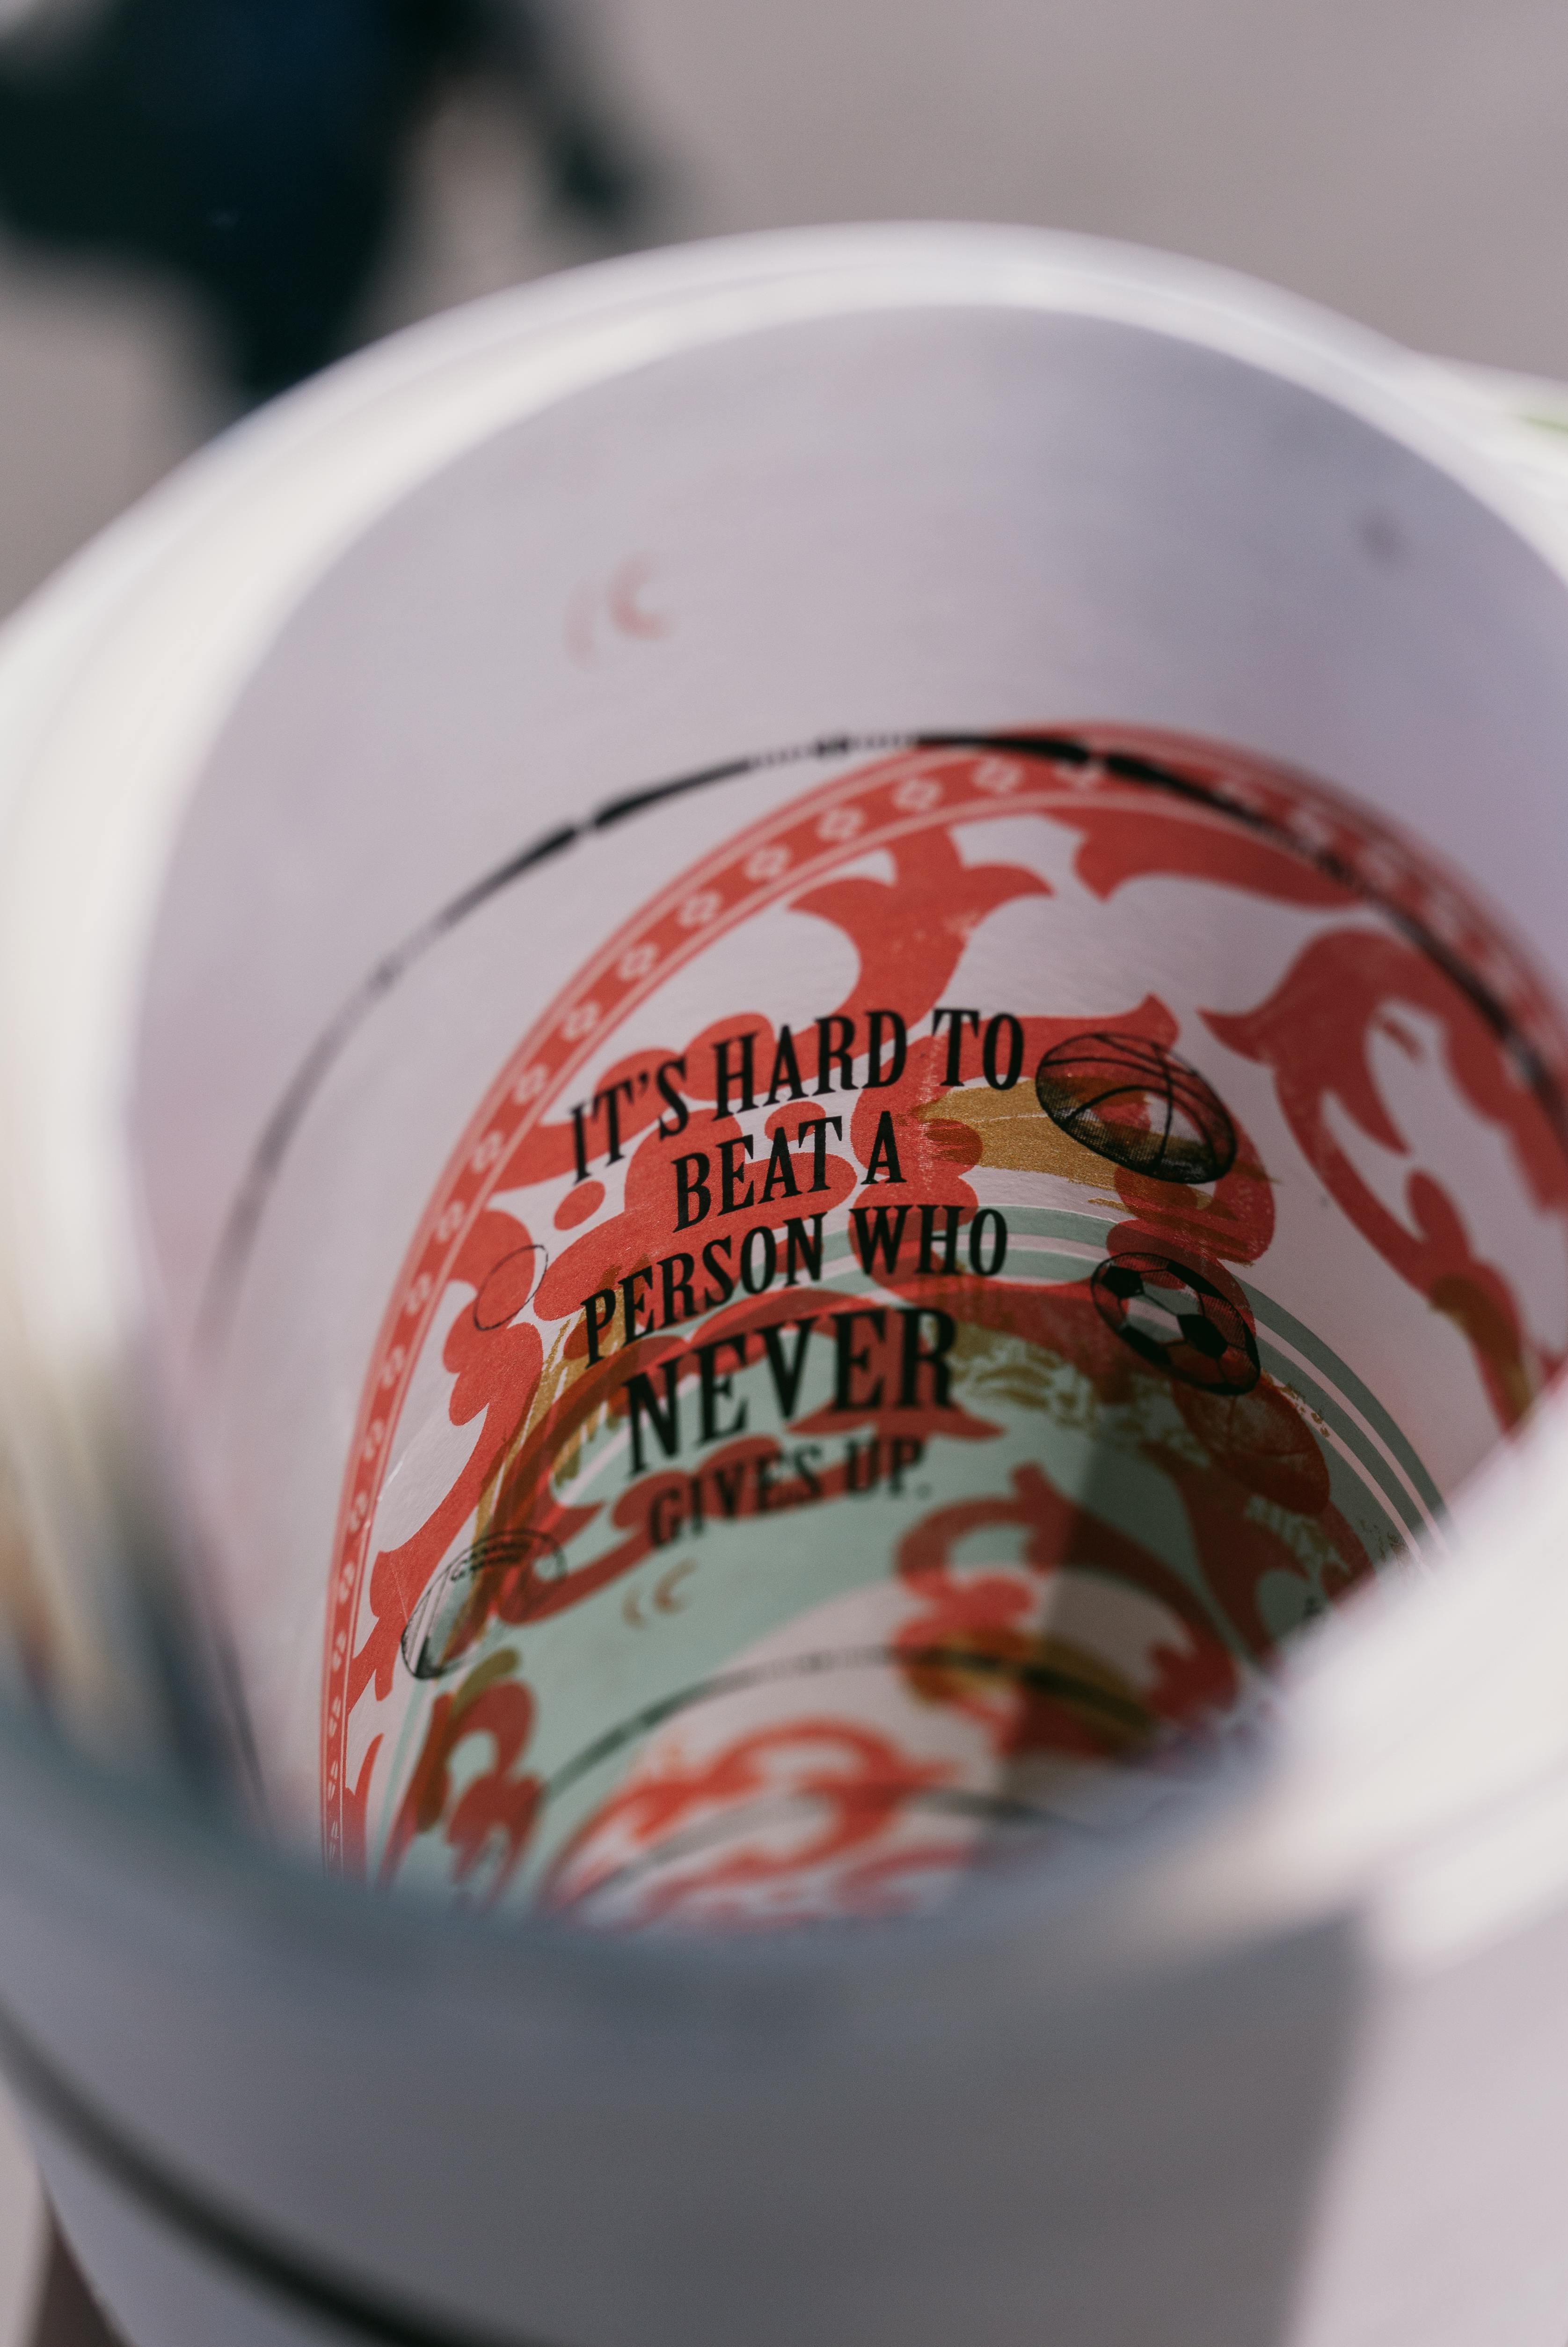 IT'S HARD TO
BEAT A
PERSON WHO
NEVER
GIVES UP.